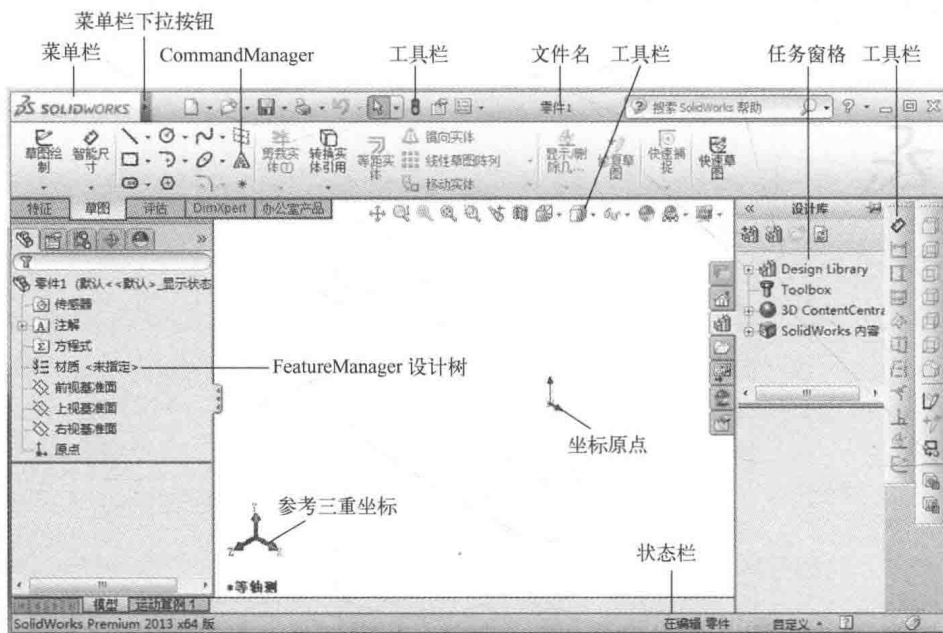 菜单栏下拉按钮
菜单栏
CommandManager
工具栏
文件名
工具栏
任务窗格
工具栏
SOLIDWORKS
零件1
搜索 SolidWorks 帮助
草图绘制
智能尺寸
剪裁实体(T)
转换实体引用
等距实体
镜向实体
线性草图阵列
移动实体
显示/删除几...
修复草图
快速捕捉
快速草图
特征
草图
评估
DimXpert
办公室产品
设计库
零件1 (默认<<默认>_显示状态
传感器
注解
方程式
材质 <未指定>
前视基准面
上视基准面
右视基准面
原点
FeatureManager 设计树
Design Library
Toolbox
3D ContentCentra
SolidWorks 内容
坐标原点
参考三重坐标
Y
Z
X
*等轴测
状态栏
模型
运动算例 1
SolidWorks Premium 2013 x64 版
在编辑 零件
自定义